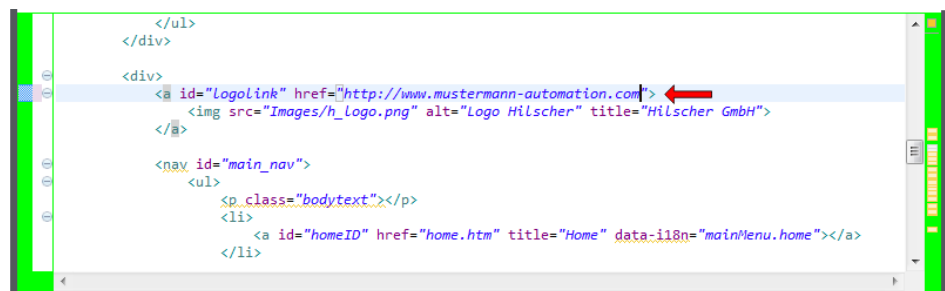 </ul>
</div>
<div>
<a id="logolink" href="http://www.mustermann-automation.com">
<img src="Images/h_logo.png" alt="Logo Hilscher" title="Hilscher GmbH">
</a>
<nav id="main_nav">
<ul>
<p class="bodytext"></p>
<li>
<a id="homeID" href="home.htm" title="Home" data-i18n="mainMenu.home"></a>
</li>